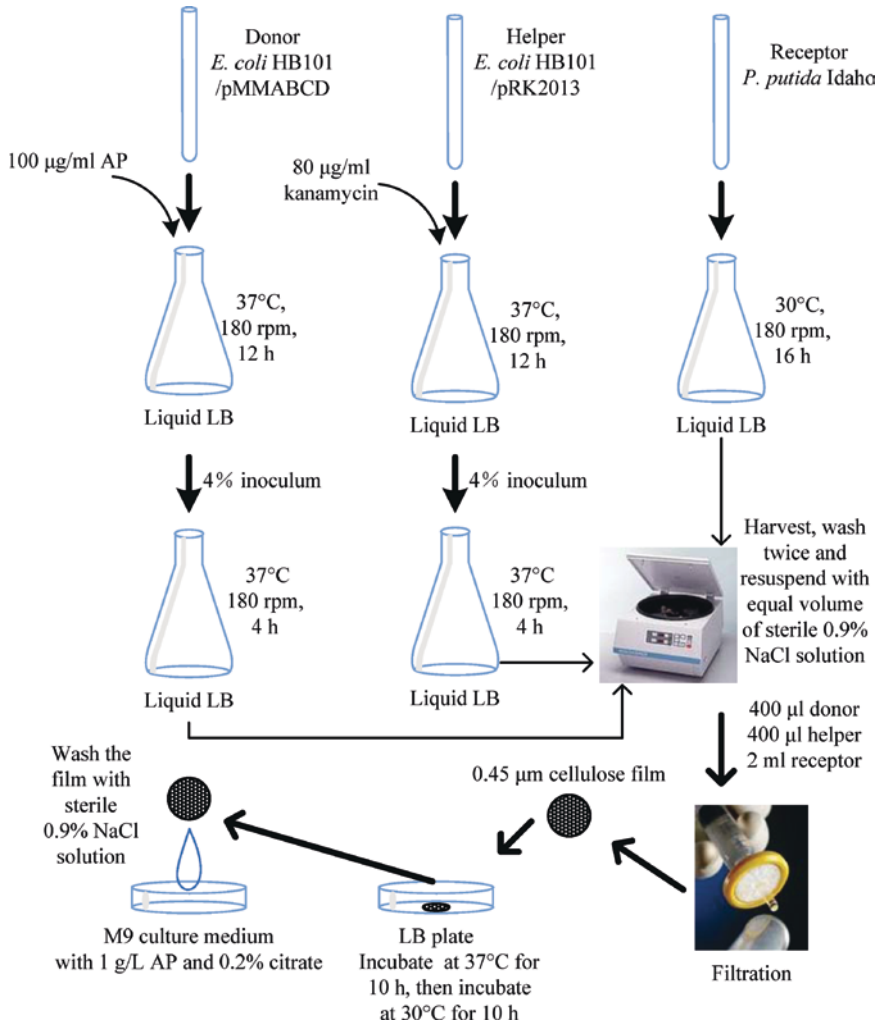 Donor
E. coli HB101
/pMMABCD
Helper
E. coli HB101
/pRK2013
Receptor
P. putida Idaho
100 μg/ml AP
80 μg/ml
kanamycin
37°C,
180 rpm,
12 h
37°C,
180 rpm,
12 h
30°C,
180 rpm,
16 h
Liquid LB
Liquid LB
Liquid LB
4% inoculum
4% inoculum
37°C
180 rpm,
4 h
37°C
180 rpm,
4 h
Harvest, wash
twice and
resuspend with
equal volume
of sterile 0.9%
NaCl solution
Liquid LB
Liquid LB
400 μl donor
400 μl helper
2 ml receptor
Wash the
film with
sterile
0.9% NaCl
solution
0.45 μm cellulose film
M9 culture medium
with 1 g/L AP and 0.2% citrate
LB plate
Incubate at 37°C for
10 h, then incubate
at 30°C for 10 h
Filtration